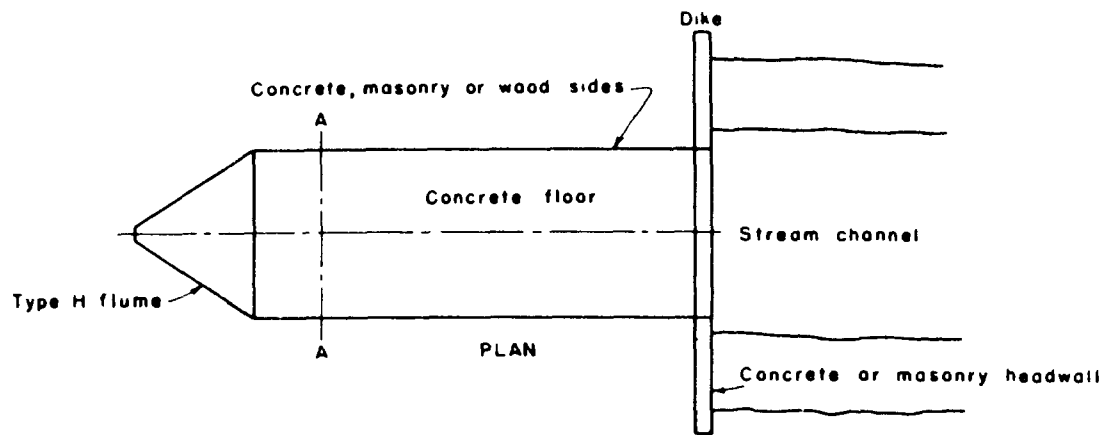 Dike
Concrete, masonry or wood sides
A
Concrete floor
Stream channel
Type H flume
A
PLAN
Concrete or masonry headwall